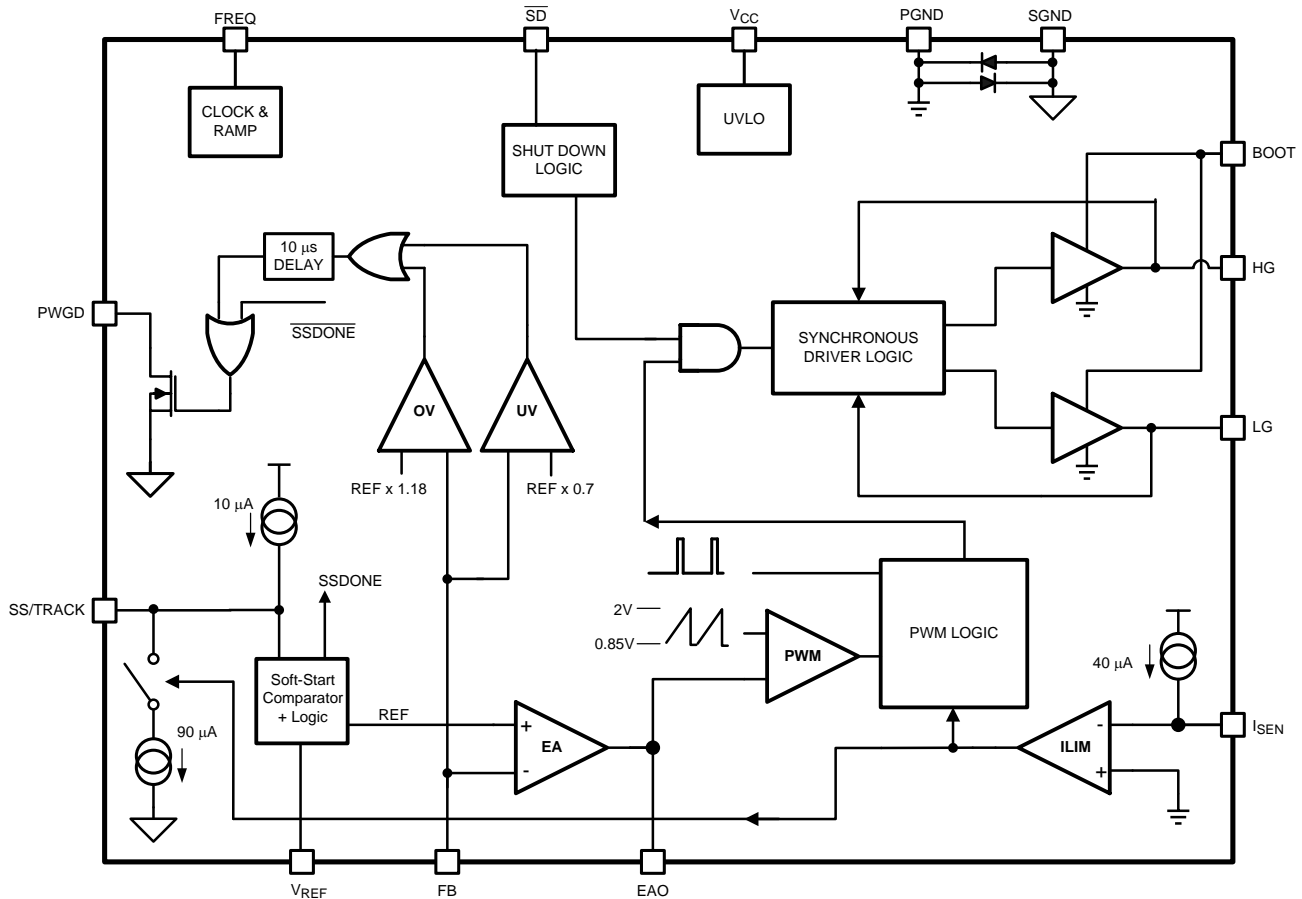 FREQ
SD
VCC
PGND
SGND
CLOCK &
RAMP
UVLO
SHUT DOWN
LOGIC
BOOT
10 μs
DELAY
HG
PWGD
SSDONE
SYNCHRONOUS
DRIVER LOGIC
OV
UV
LG
REF x 1.18
REF x 0.7
10 μA
SSDONE
SS/TRACK
2V
0.85V
PWM
PWM LOGIC
40 μA
Soft-Start
Comparator
+ Logic
REF
+
EA
-
90 μA
-
ILIM
+
ISEN
VREF
FB
EAO